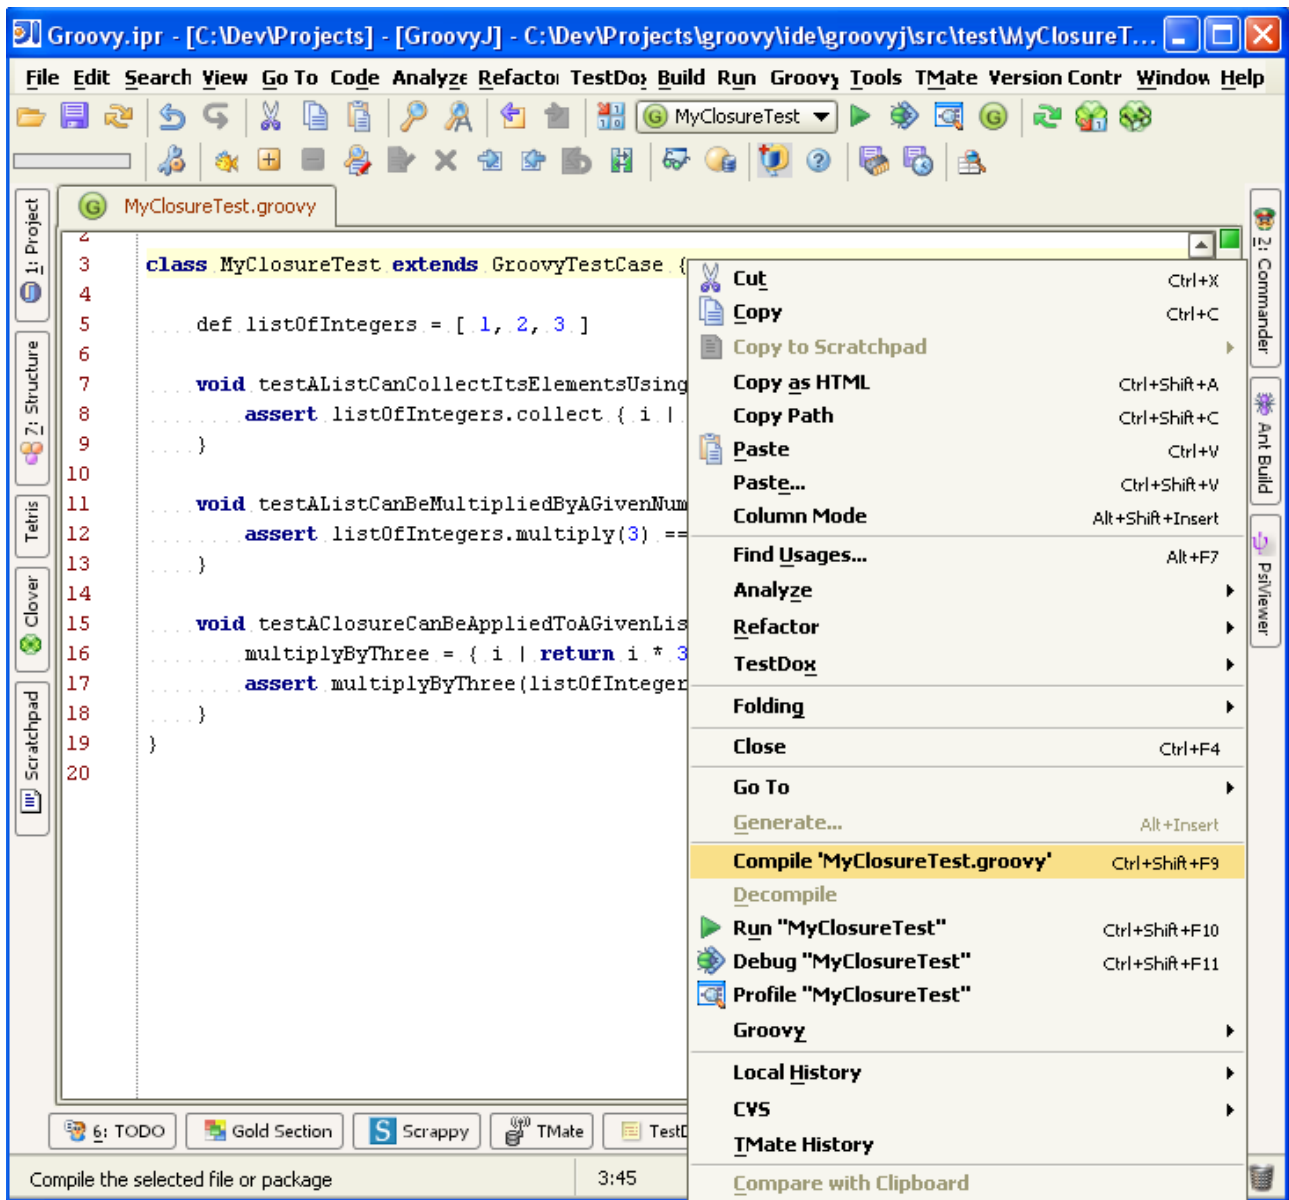 Groovy.ipr - [C:\Dev\Projects] - [GroovyJ] - C:\Dev\Projects\groovy\ide\groovyj\src\test\MyClosureT...
File Edit Search View Go To Code Analyze Refactor TestDox Build Run Groovy Tools TMate Version Contr Window Help
MyClosureTest
MyClosureTest.groovy
1: Project
7: Structure
Tetris
Clover
Scratchpad
2
3 class MyClosureTest extends GroovyTestCase {
4
5 def listOfIntegers = [ 1, 2, 3 ]
6
7 void testAListCanCollectItsElementsUsing
8 assert listOfIntegers.collect { i |
9 }
10
11 void testAListCanBeMultipliedByAGivenNum
12 assert listOfIntegers.multiply(3) ==
13 }
14
15 void testAClosureCanBeAppliedToAGivenLis
16 multiplyByThree = { i | return i * 3
17 assert multiplyByThree(listOfInteger
18 }
19 }
20
Cut Ctrl+X
Copy Ctrl+C
Copy to Scratchpad
Copy as HTML Ctrl+Shift+A
Copy Path Ctrl+Shift+C
Paste Ctrl+V
Paste... Ctrl+Shift+V
Column Mode Alt+Shift+Insert
Find Usages... Alt+F7
Analyze
Refactor
TestDox
Folding
Close Ctrl+F4
Go To
Generate... Alt+Insert
Compile 'MyClosureTest.groovy' Ctrl+Shift+F9
Decompile
Run "MyClosureTest" Ctrl+Shift+F10
Debug "MyClosureTest" Ctrl+Shift+F11
Profile "MyClosureTest"
Groovy
Local History
CVS
TMate History
Compare with Clipboard
2: Commander
Ant Build
PsiViewer
6: TODO Gold Section Scrappy TMate
Compile the selected file or package 3:45